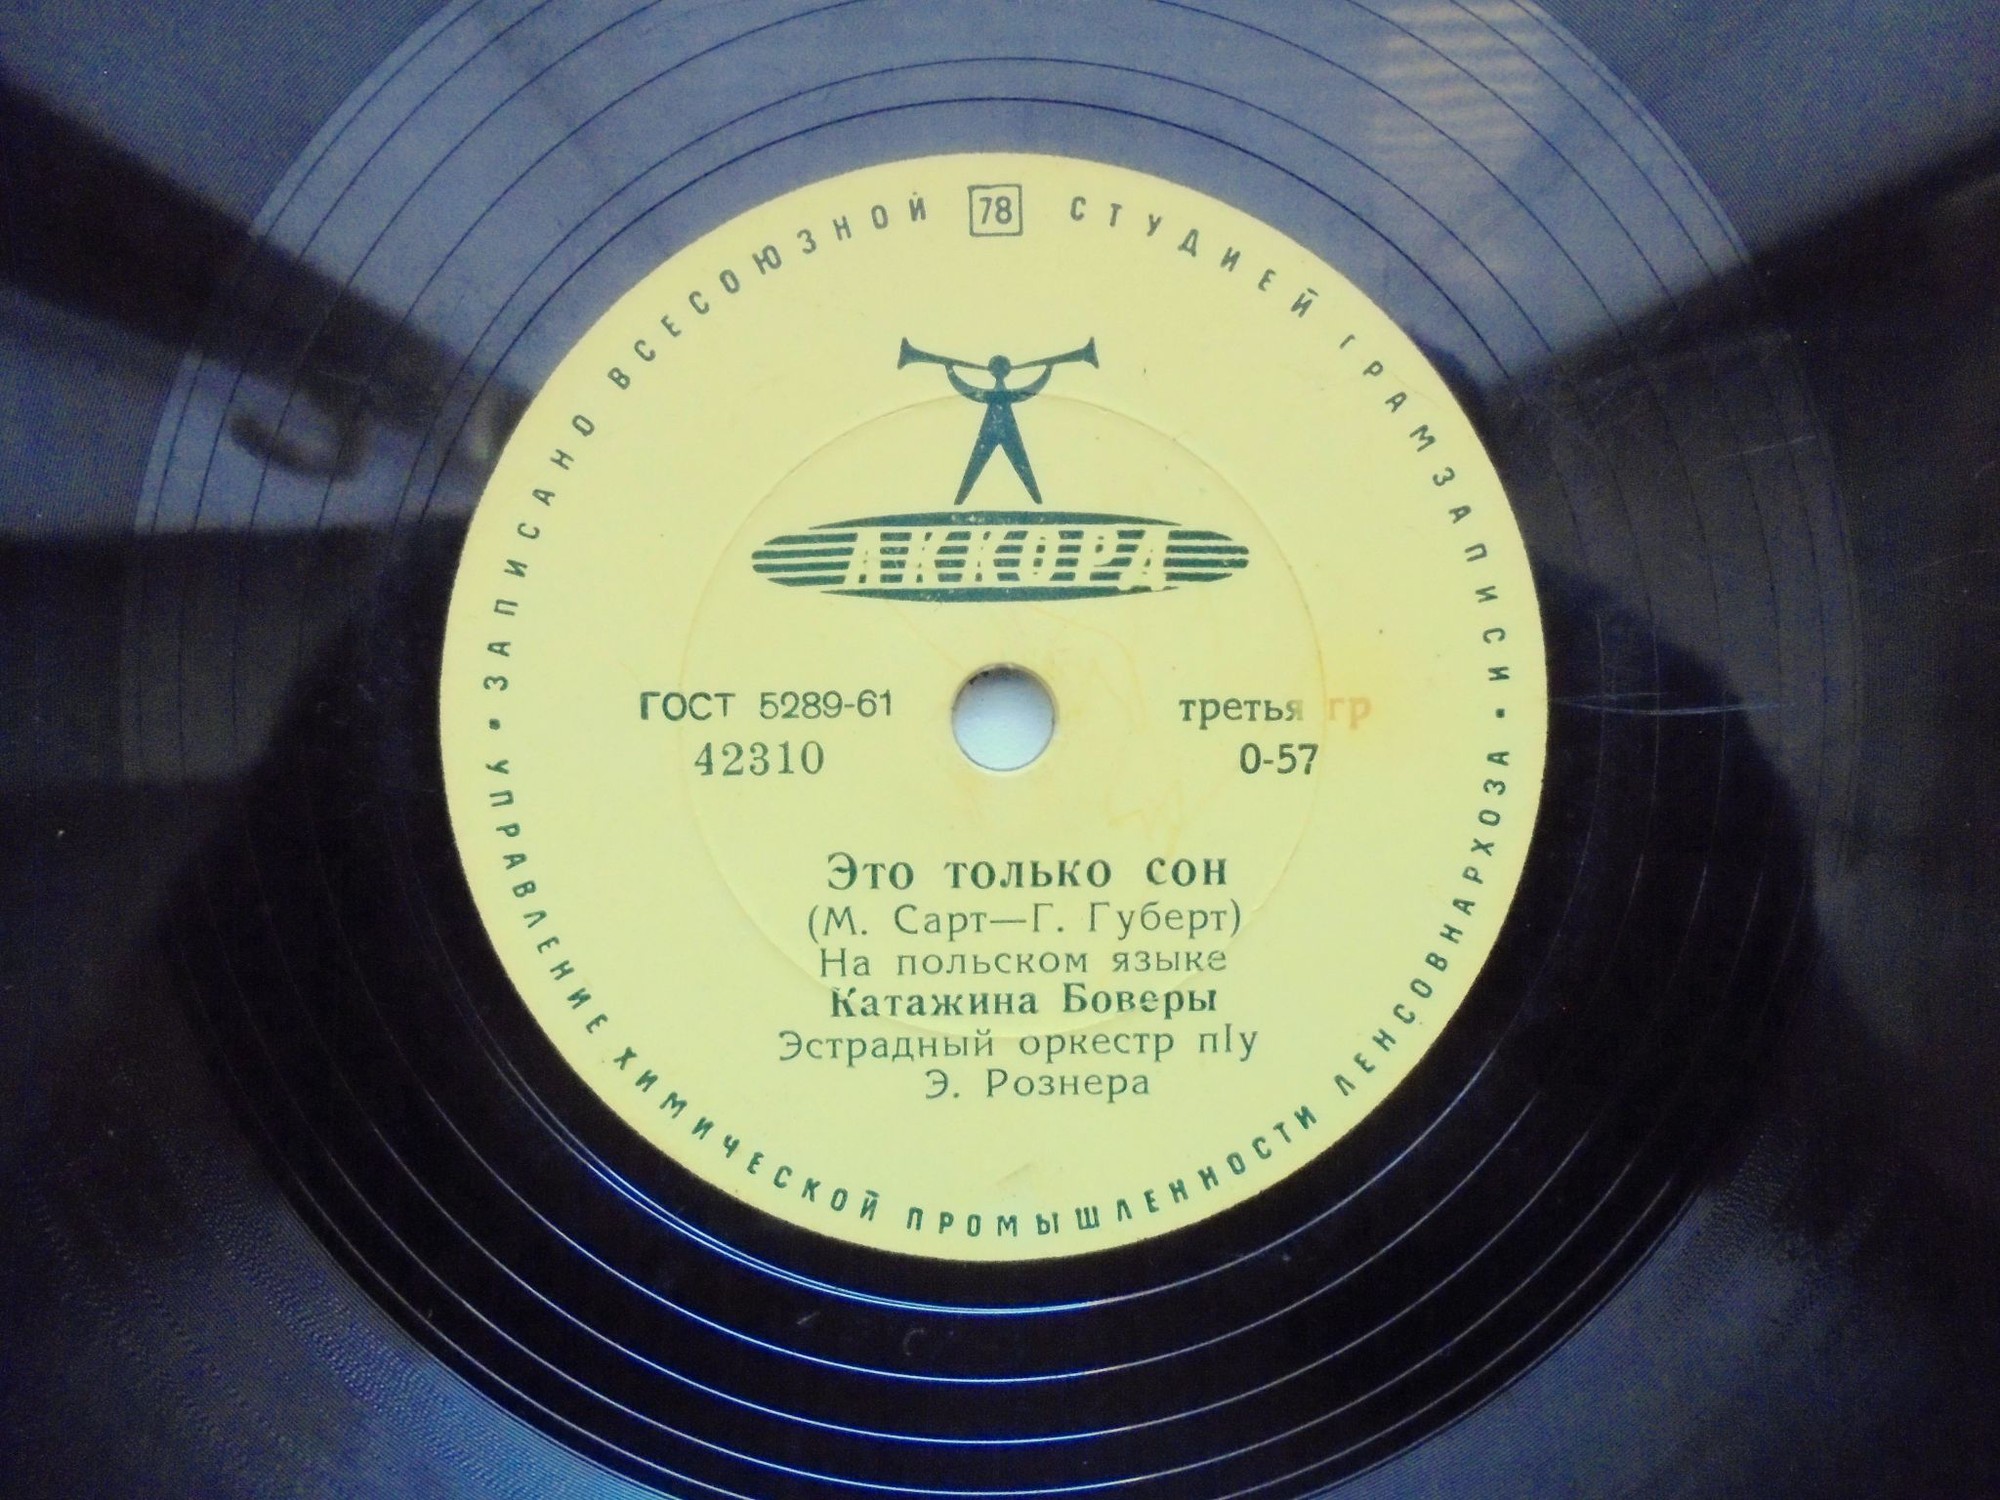 ЗАПИСАНО ВСЕСОЮЗНОЙ 78 СТУДИЕЙ ГРАМЗАПИСИ
АККОРД
ГОСТ 5289-61
42310
третья гр
0-57
Это только сон
(М. Сарт—Г. Губерт)
На польском языке
Катажина Боверы
Эстрадный оркестр п/у
Э. Рознера
• УПРАВЛЕНИЕ ХИМИЧЕСКОЙ ПРОМЫШЛЕННОСТИ ЛЕНСОВНАРХОЗА •